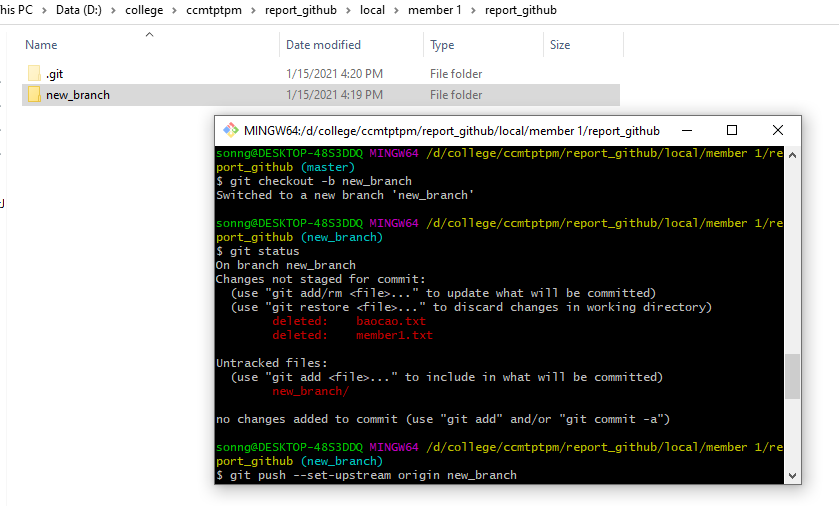 his PC > Data (D:) > college > ccmtptpm > report_github > local > member 1 > report_github
Name Date modified Type Size
.git 1/15/2021 4:20 PM File folder
new_branch 1/15/2021 4:19 PM File folder
MINGW64:/d/college/ccmtptpm/report_github/local/member 1/report_github
sonng@DESKTOP-48S3DDQ MINGW64 /d/college/ccmtptpm/report_github/local/member 1/re
port_github (master)
$ git checkout -b new_branch
Switched to a new branch 'new_branch'
sonng@DESKTOP-48S3DDQ MINGW64 /d/college/ccmtptpm/report_github/local/member 1/re
port_github (new_branch)
$ git status
On branch new_branch
Changes not staged for commit:
(use "git add/rm <file>..." to update what will be committed)
(use "git restore <file>..." to discard changes in working directory)
deleted: baocao.txt
deleted: member1.txt
Untracked files:
(use "git add <file>..." to include in what will be committed)
new_branch/
no changes added to commit (use "git add" and/or "git commit -a")
sonng@DESKTOP-48S3DDQ MINGW64 /d/college/ccmtptpm/report_github/local/member 1/re
port_github (new_branch)
$ git push --set-upstream origin new_branch